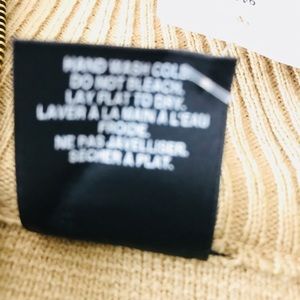 HAND WASH COLD
DO NOT BLEACH.
LAY FLAT TO DRY.
LAVER A LA MAIN A L'EAU
FROIDE.
NE PAS JAVELLISER.
SECHER A PLAT.